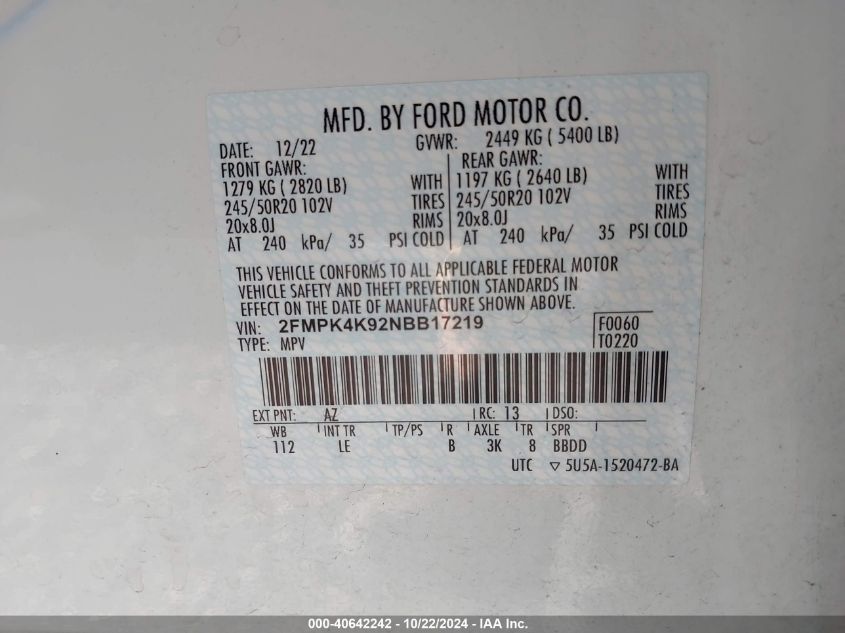 MFD. BY FORD MOTOR CO.
DATE: 12/22 GVWR: 2449 KG ( 5400 LB)
FRONT GAWR: REAR GAWR:
1279 KG ( 2820 LB) WITH 1197 KG ( 2640 LB) WITH
245/50R20 102V TIRES 245/50R20 102V TIRES
20x8.0J RIMS 20x8.0J RIMS
AT 240 kPa/ 35 PSI COLD AT 240 kPa/ 35 PSI COLD
THIS VEHICLE CONFORMS TO ALL APPLICABLE FEDERAL MOTOR
VEHICLE SAFETY AND THEFT PREVENTION STANDARDS IN
EFFECT ON THE DATE OF MANUFACTURE SHOWN ABOVE.
VIN: 2FMPK4K92NBB17219 F0060
TYPE: MPV T0220
EXT PNT: AZ RC: 13 DSO:
WB INT TR TP/PS R AXLE TR SPR
112 LE B 3K 8 BBDD
UTC ▽ 5U5A-1520472-BA
000-40642242 - 10/22/2024 - IAA Inc.